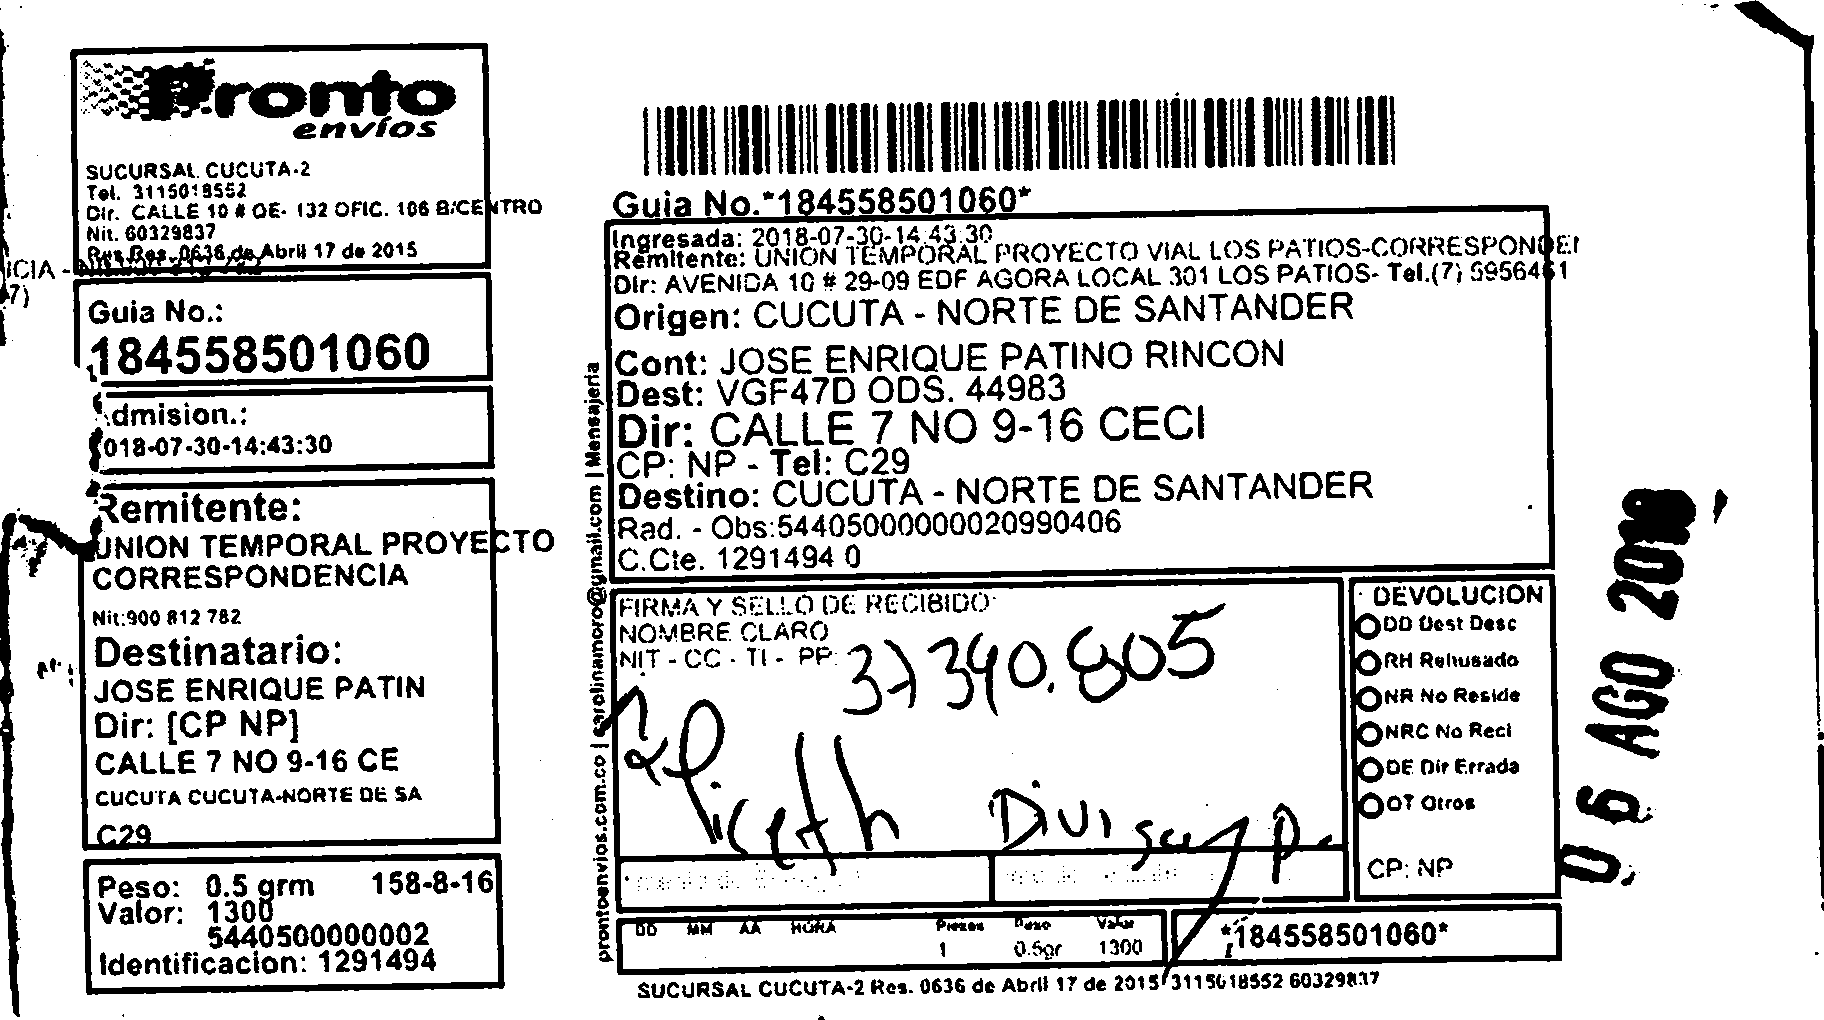 Pronto
envíos
SUCURSAL CUCUTA-2
Tel. 3115018552
Dir. CALLE 10 # OE- 132 OFIC. 106 B/CENTRO
Nit. 60329837
Res. 0636 de Abril 17 de 2015
ICIA -
7)
Guia No.:
184558501060
dmision.:
018-07-30-14:43:30
Remitente:
UNION TEMPORAL PROYECTO
CORRESPONDENCIA
Nit:900 812 782
Destinatario:
JOSE ENRIQUE PATIN
Dir: [CP NP]
CALLE 7 NO 9-16 CE
CUCUTA CUCUTA-NORTE DE SA
C29
Peso: 0.5 grm 158-8-16
Valor: 1300
5440500000002
Identificacion: 1291494
prontoenvios.com.co | carolinamoro@gmail.com | Mensajeria
Guia No.*184558501060*
Ingresada: 2018-07-30-14:43:30
Remitente: UNION TEMPORAL PROYECTO VIAL LOS PATIOS-CORRESPONDEN
Dir: AVENIDA 10 # 29-09 EDF AGORA LOCAL 301 LOS PATIOS- Tel.(7) 5956461
Origen: CUCUTA - NORTE DE SANTANDER
Cont: JOSE ENRIQUE PATINO RINCON
Dest: VGF47D ODS. 44983
Dir: CALLE 7 NO 9-16 CECI
CP: NP - Tel: C29
Destino: CUCUTA - NORTE DE SANTANDER
Rad. - Obs:54405000000020990406
C.Cte. 1291494 0
FIRMA Y SELLO DE RECIBIDO
NOMBRE CLARO
NIT - CC - TI - PP:
37390.805
Liceth
DEVOLUCION
DD Dest Desc
RH Rehusado
NR No Reside
NRC No Reci
DE Dir Errada
OT Otros
CP: NP
06 AGO 2018
DD MM AA HORA Piezas Peso Valor
1 0.5gr 1300
*184558501060*
SUCURSAL CUCUTA-2 Res. 0636 de Abril 17 de 2015 3115018552 60329837